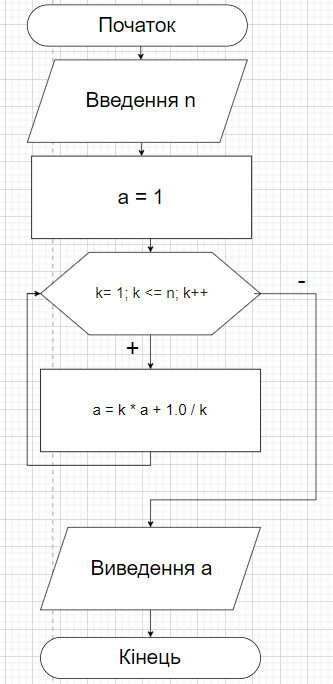 Початок
Введення n
a = 1
k= 1; k <= n; k++
-
+
a = k * a + 1.0 / k
Виведення a
Кінець